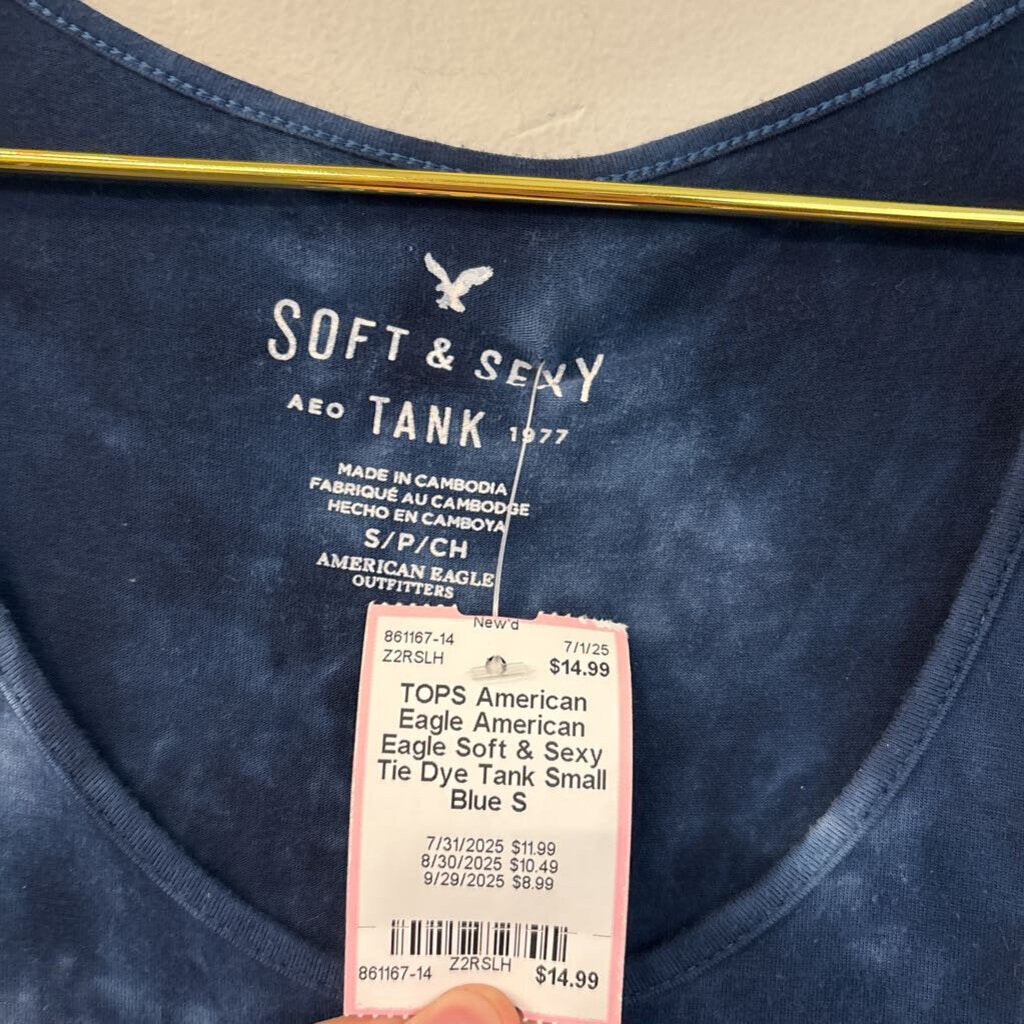 SOFT & SEXY
AEO TANK 1977
MADE IN CAMBODIA
FABRIQUÉ AU CAMBODGE
HECHO EN CAMBOYA
S/P/CH
AMERICAN EAGLE
OUTFITTERS
New'd
861167-14 7/1/25
Z2RSLH $14.99
TOPS American
Eagle American
Eagle Soft & Sexy
Tie Dye Tank Small
Blue S
7/31/2025 $11.99
8/30/2025 $10.49
9/29/2025 $8.99
861167-14 Z2RSLH $14.99